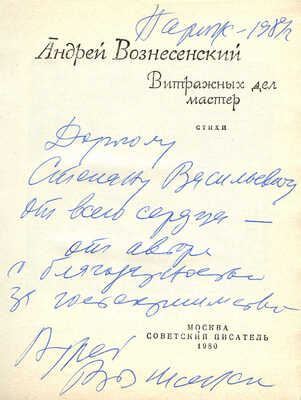 Париж - 198
Андрей Вознесенский
Витражных дел
мастер
СТИХИ
Дорогому
Степану Васильевичу
от всего сердца —
от автора
с благодарностью
за гостеприимство
МОСКВА
СОВЕТСКИЙ ПИСАТЕЛЬ
1980
Андрей
Вознесенский